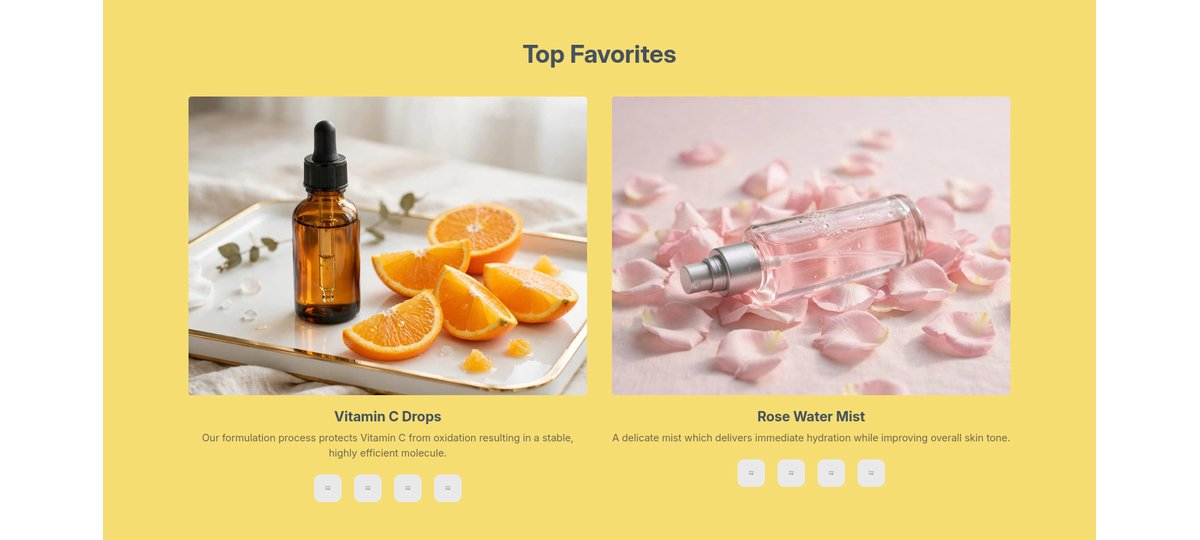 Top Favorites
Vitamin C Drops
Our formulation process protects Vitamin C from oxidation resulting in a stable,
highly efficient molecule.
Rose Water Mist
A delicate mist which delivers immediate hydration while improving overall skin tone.